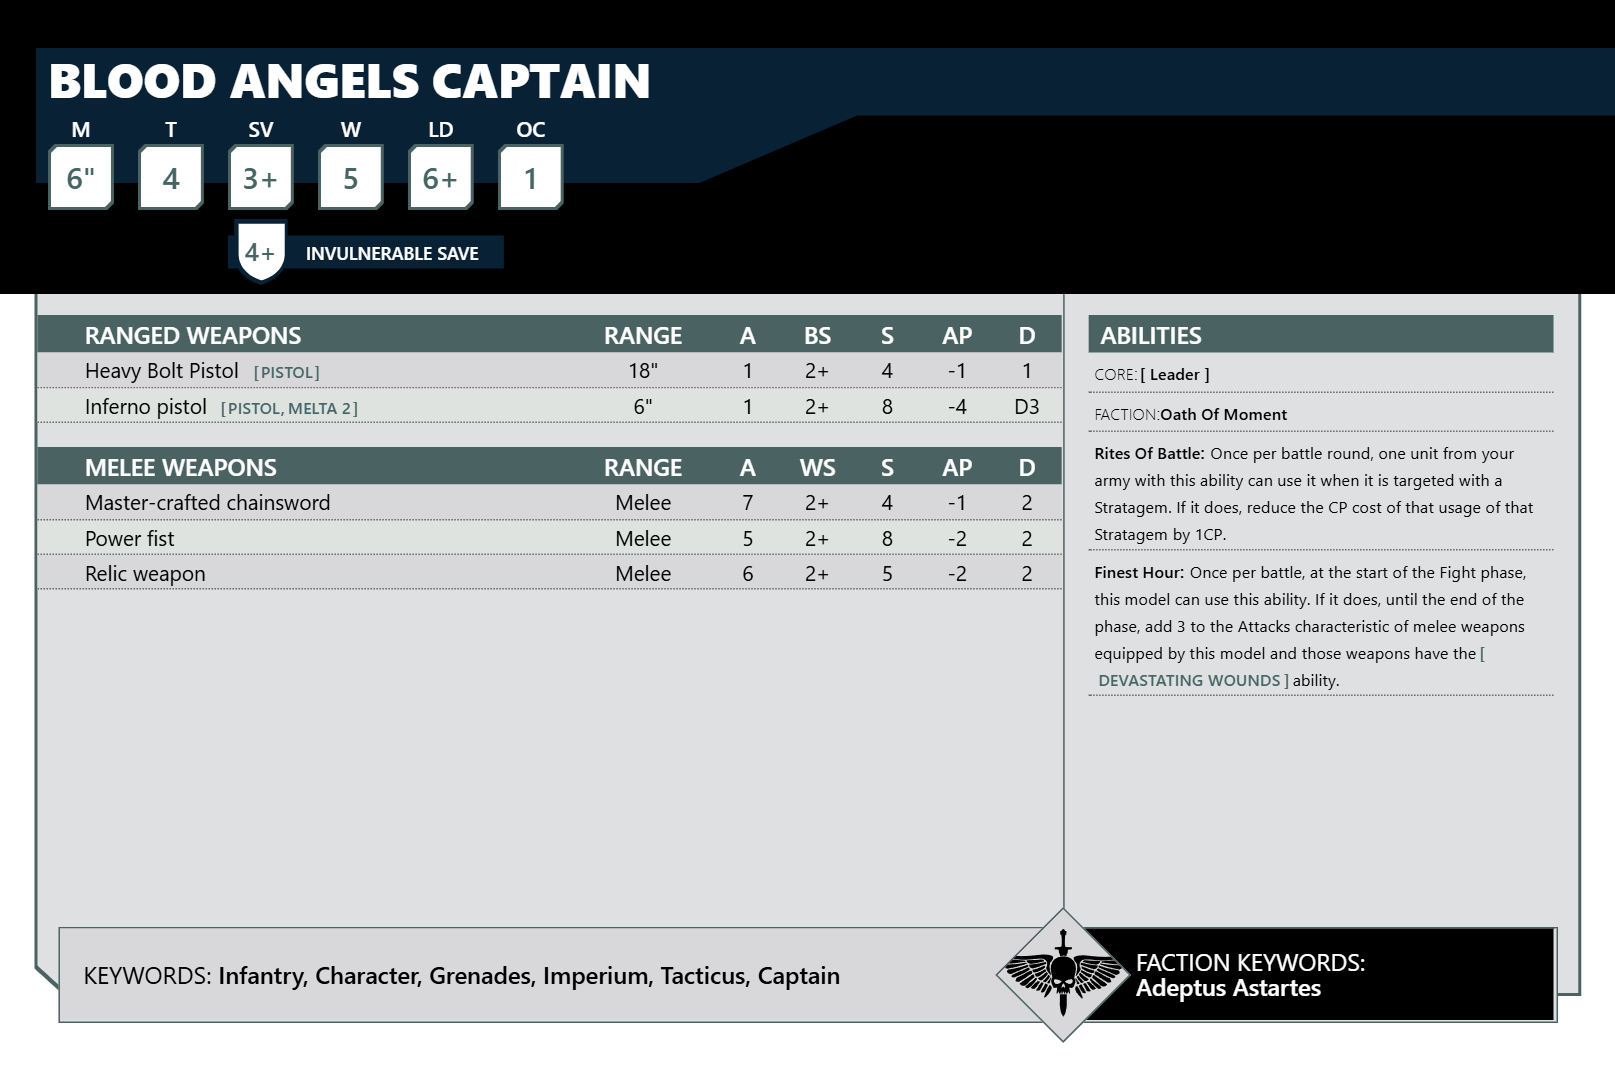 BLOOD ANGELS CAPTAIN
M T SV W LD OC
6" 4 3+ 5 6+ 1
4+ INVULNERABLE SAVE
RANGED WEAPONS RANGE A BS S AP D
Heavy Bolt Pistol [PISTOL] 18" 1 2+ 4 -1 1
Inferno pistol [PISTOL, MELTA 2] 6" 1 2+ 8 -4 D3
MELEE WEAPONS RANGE A WS S AP D
Master-crafted chainsword Melee 7 2+ 4 -1 2
Power fist Melee 5 2+ 8 -2 2
Relic weapon Melee 6 2+ 5 -2 2
ABILITIES
CORE: [ Leader ]
FACTION:Oath Of Moment
Rites Of Battle: Once per battle round, one unit from your
army with this ability can use it when it is targeted with a
Stratagem. If it does, reduce the CP cost of that usage of that
Stratagem by 1CP.
Finest Hour: Once per battle, at the start of the Fight phase,
this model can use this ability. If it does, until the end of the
phase, add 3 to the Attacks characteristic of melee weapons
equipped by this model and those weapons have the [
DEVASTATING WOUNDS ] ability.
KEYWORDS: Infantry, Character, Grenades, Imperium, Tacticus, Captain
FACTION KEYWORDS:
Adeptus Astartes